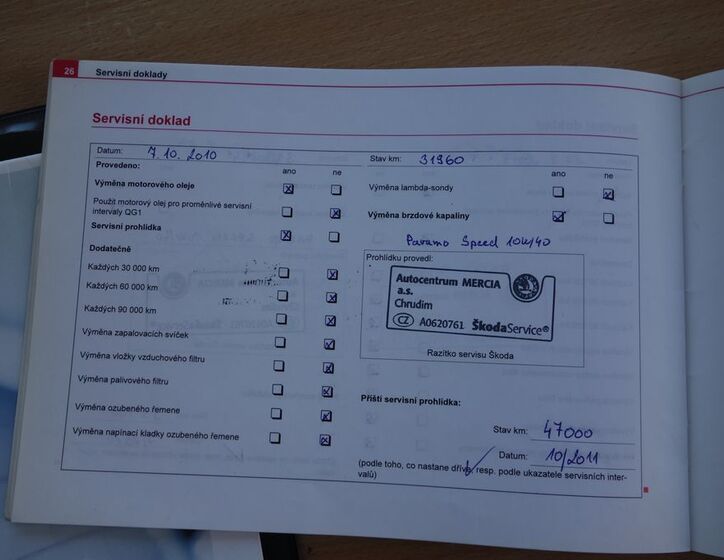 26 Servisní doklady
Servisní doklad
Datum: 7. 10. 2010 Stav km: 31960
Provedeno: ano ne ano ne
Výměna motorového oleje
Použit motorový olej pro proměnlivé servisní
intervaly QG1
Servisní prohlídka
Dodatečně
Každých 30 000 km
Každých 60 000 km
Každých 90 000 km
Výměna zapalovacích svíček
Výměna vložky vzduchového filtru
Výměna palivového filtru
Výměna ozubeného řemene
Výměna napínací kladky ozubeného řemene
Výměna lambda-sondy
Výměna brzdové kapaliny
Paramo Speed 10W/40
Prohlídku provedl:
Autocentrum MERCIA
a.s.
Chrudim
CZ A0620761 ŠkodaService®
Razítko servisu Škoda
Příští servisní prohlídka:
Stav km: 47000
Datum: 10/2011
(podle toho, co nastane dříve, resp. podle ukazatele servisních inter-
valů)